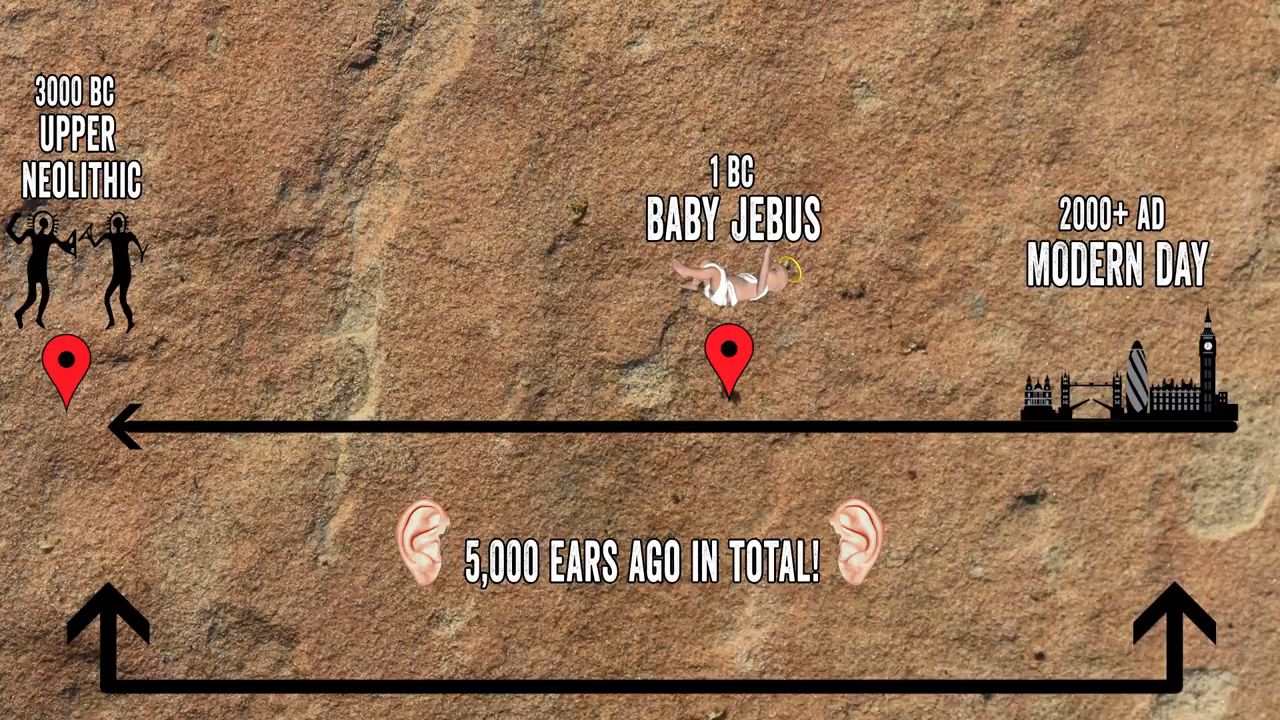 3000 BC
UPPER
NEOLITHIC
1 BC
BABY JEBUS
2000+ AD
MODERN DAY
5,000 EARS AGO IN TOTAL!